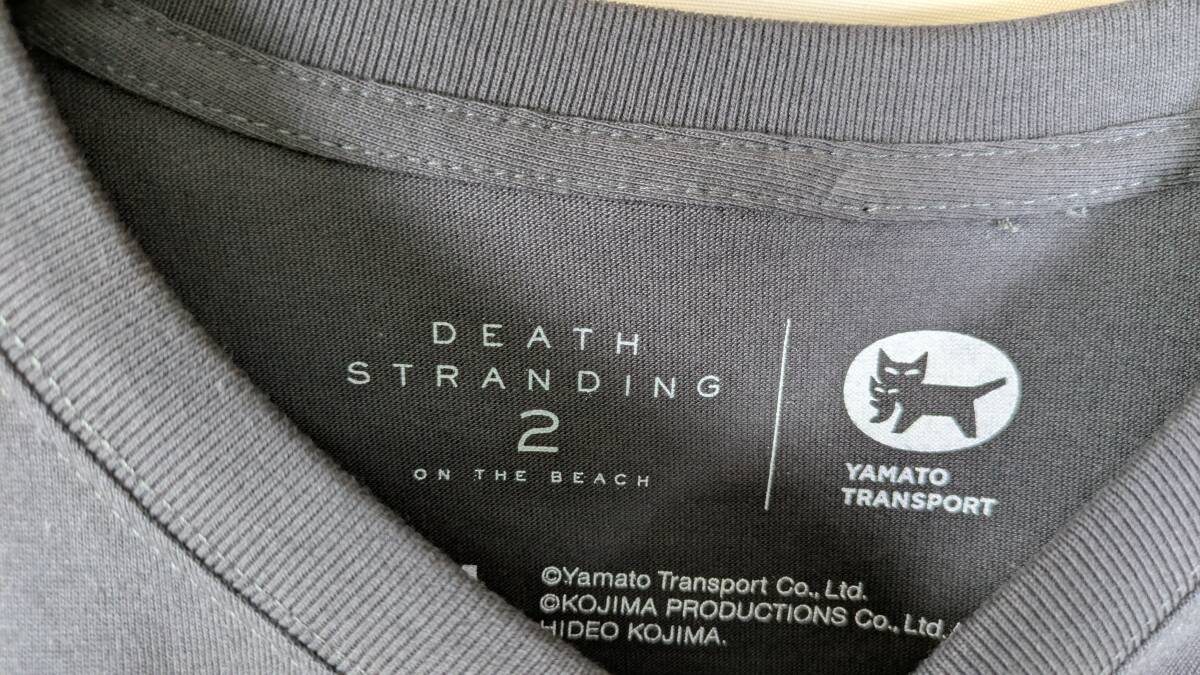 DEATH
STRANDING
2
ON THE BEACH
YAMATO
TRANSPORT
©Yamato Transport Co., Ltd.
©KOJIMA PRODUCTIONS Co., Ltd.
HIDEO KOJIMA.